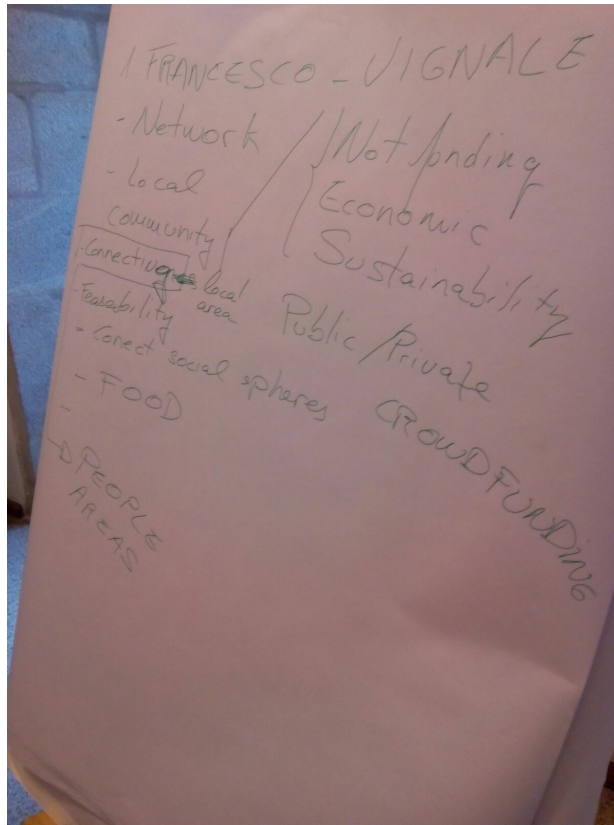 1 FRANCESCO - VIGNALE
- Network
- Local
community
- Connecting local
area
- Feasability
- Conect social spheres
- FOOD
-
PEOPLE
AREAS
Not fonding
Economic
Sustainability
Public / Private
CROWDFUNDING